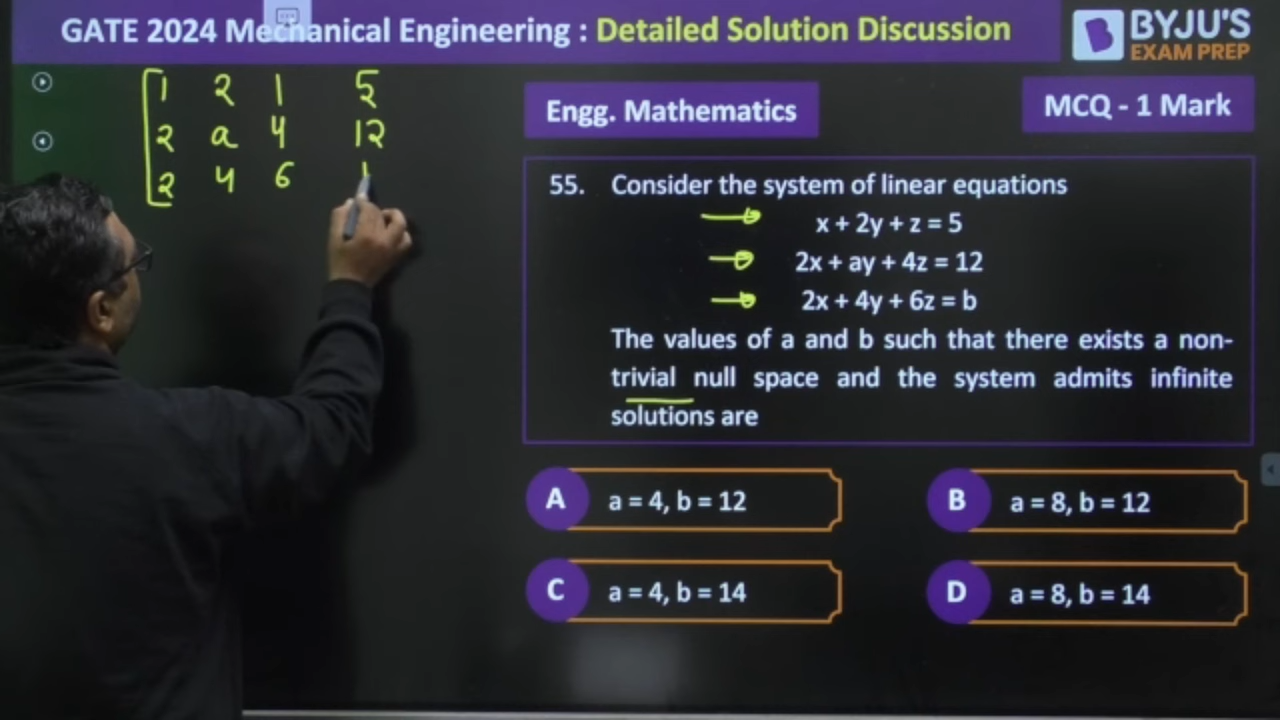 GATE 2024 Mechanical Engineering : Detailed Solution Discussion
BYJU'S
EXAM PREP
1 2 1 5
2 a 4 12
2 4 6
Engg. Mathematics
MCQ - 1 Mark
55. Consider the system of linear equations
x + 2y + z = 5
2x + ay + 4z = 12
2x + 4y + 6z = b
The values of a and b such that there exists a non-
trivial null space and the system admits infinite
solutions are
A a = 4, b = 12
B a = 8, b = 12
C a = 4, b = 14
D a = 8, b = 14